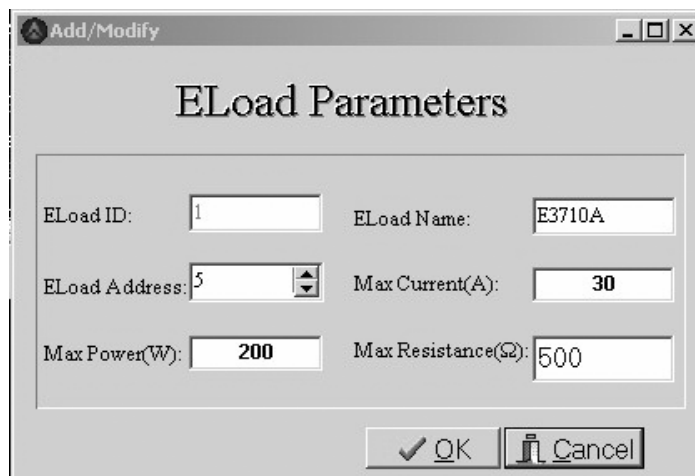 Add/Modify
ELoad Parameters
ELoad ID: 1 ELoad Name: E3710A
ELoad Address: 5 Max Current(A): 30
Max Power(W): 200 Max Resistance(Ω): 500
OK Cancel